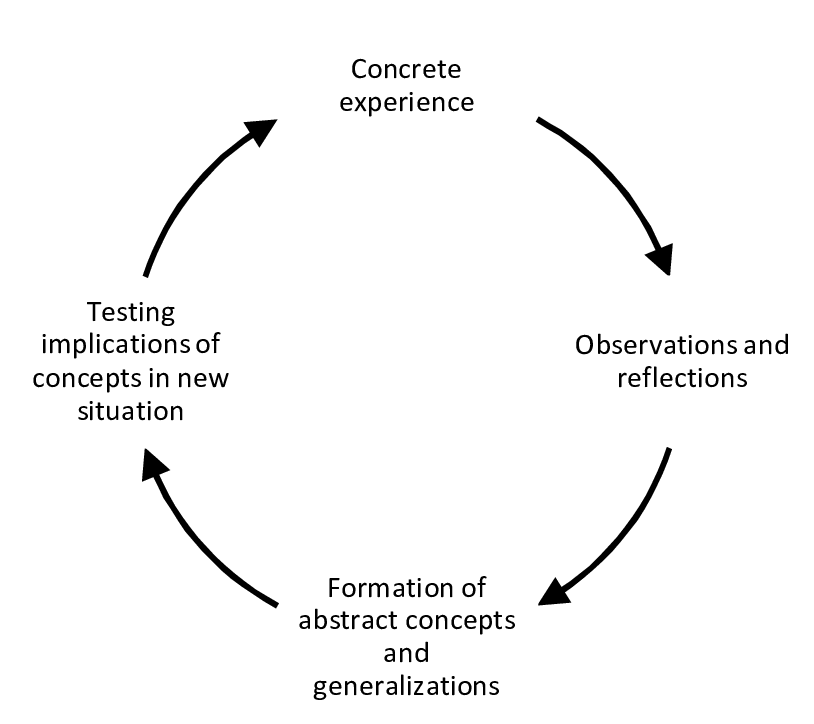 Concrete
experience
Observations and
reflections
Formation of
abstract concepts
and
generalizations
Testing
implications of
concepts in new
situation